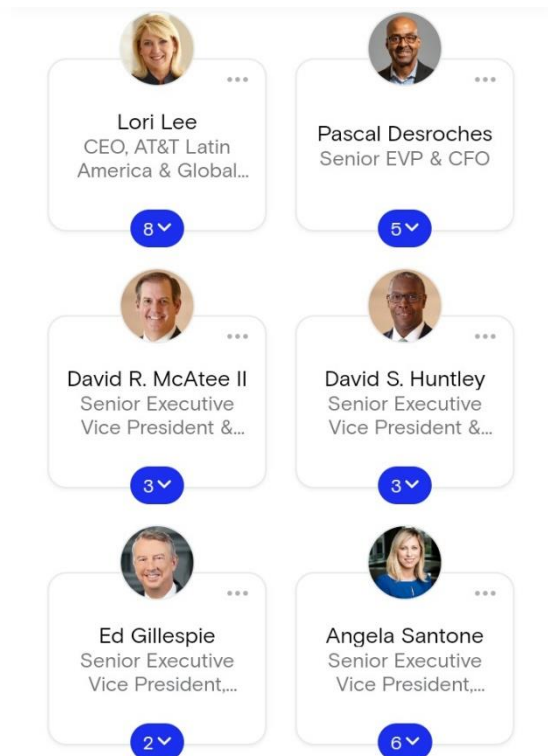 Lori Lee
CEO, AT&T Latin
America & Global...
8
Pascal Desroches
Senior EVP & CFO
5
David R. McAtee II
Senior Executive
Vice President &...
3
David S. Huntley
Senior Executive
Vice President &...
3
Ed Gillespie
Senior Executive
Vice President,...
2
Angela Santone
Senior Executive
Vice President,...
6